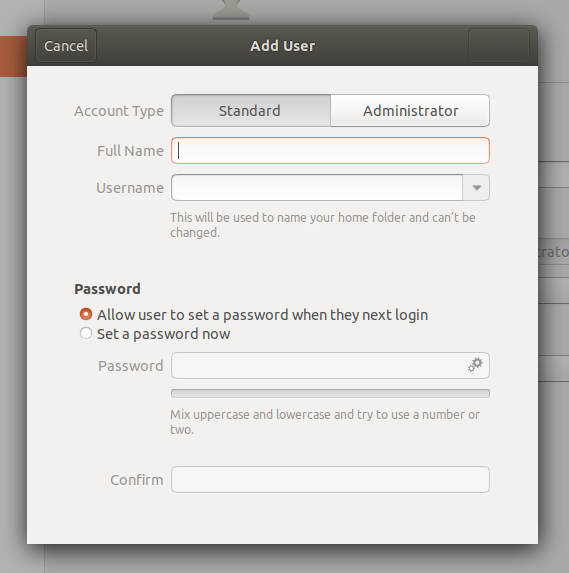 Cancel
Add User
Account Type
Standard
Administrator
Full Name
Username
This will be used to name your home folder and can't be
changed.
Password
Allow user to set a password when they next login
Set a password now
Password
Mix uppercase and lowercase and try to use a number or
two.
Confirm